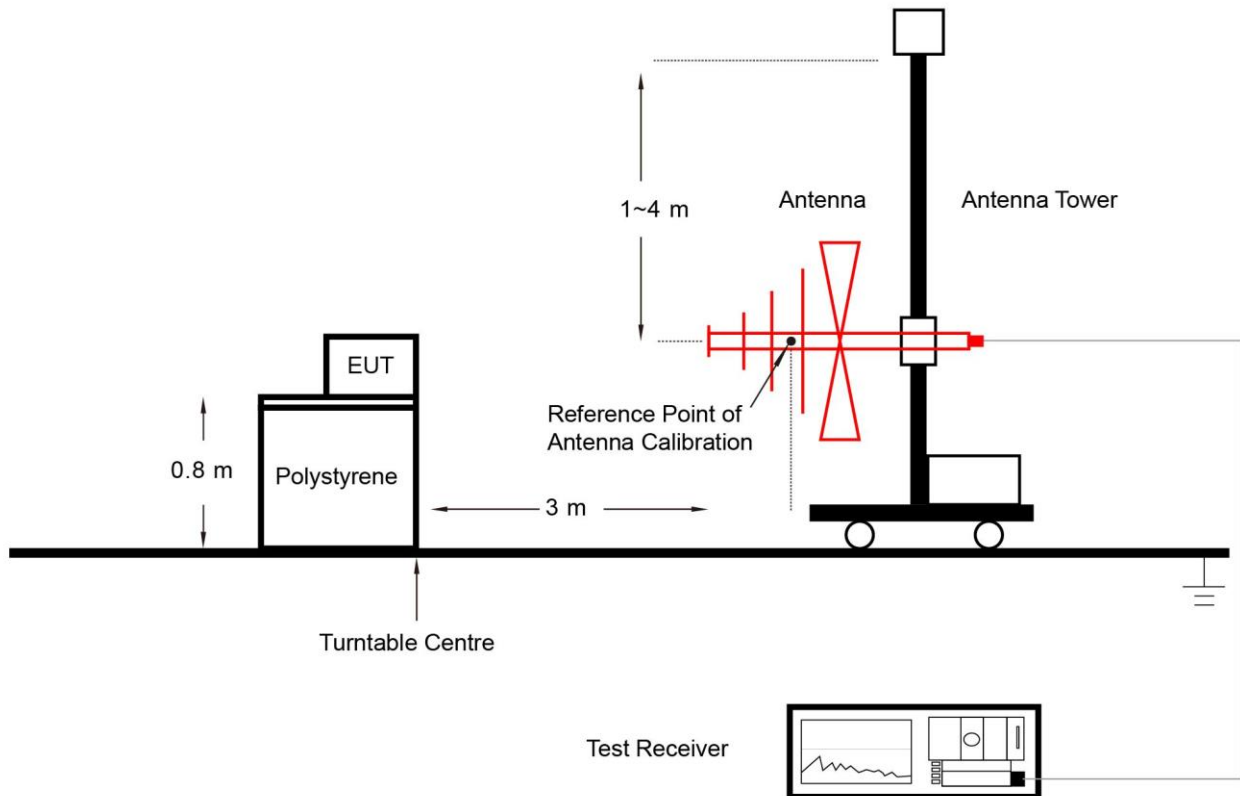 1~4 m
Antenna
Antenna Tower
EUT
Reference Point of
Antenna Calibration
0.8 m
Polystyrene
3 m
Turntable Centre
Test Receiver